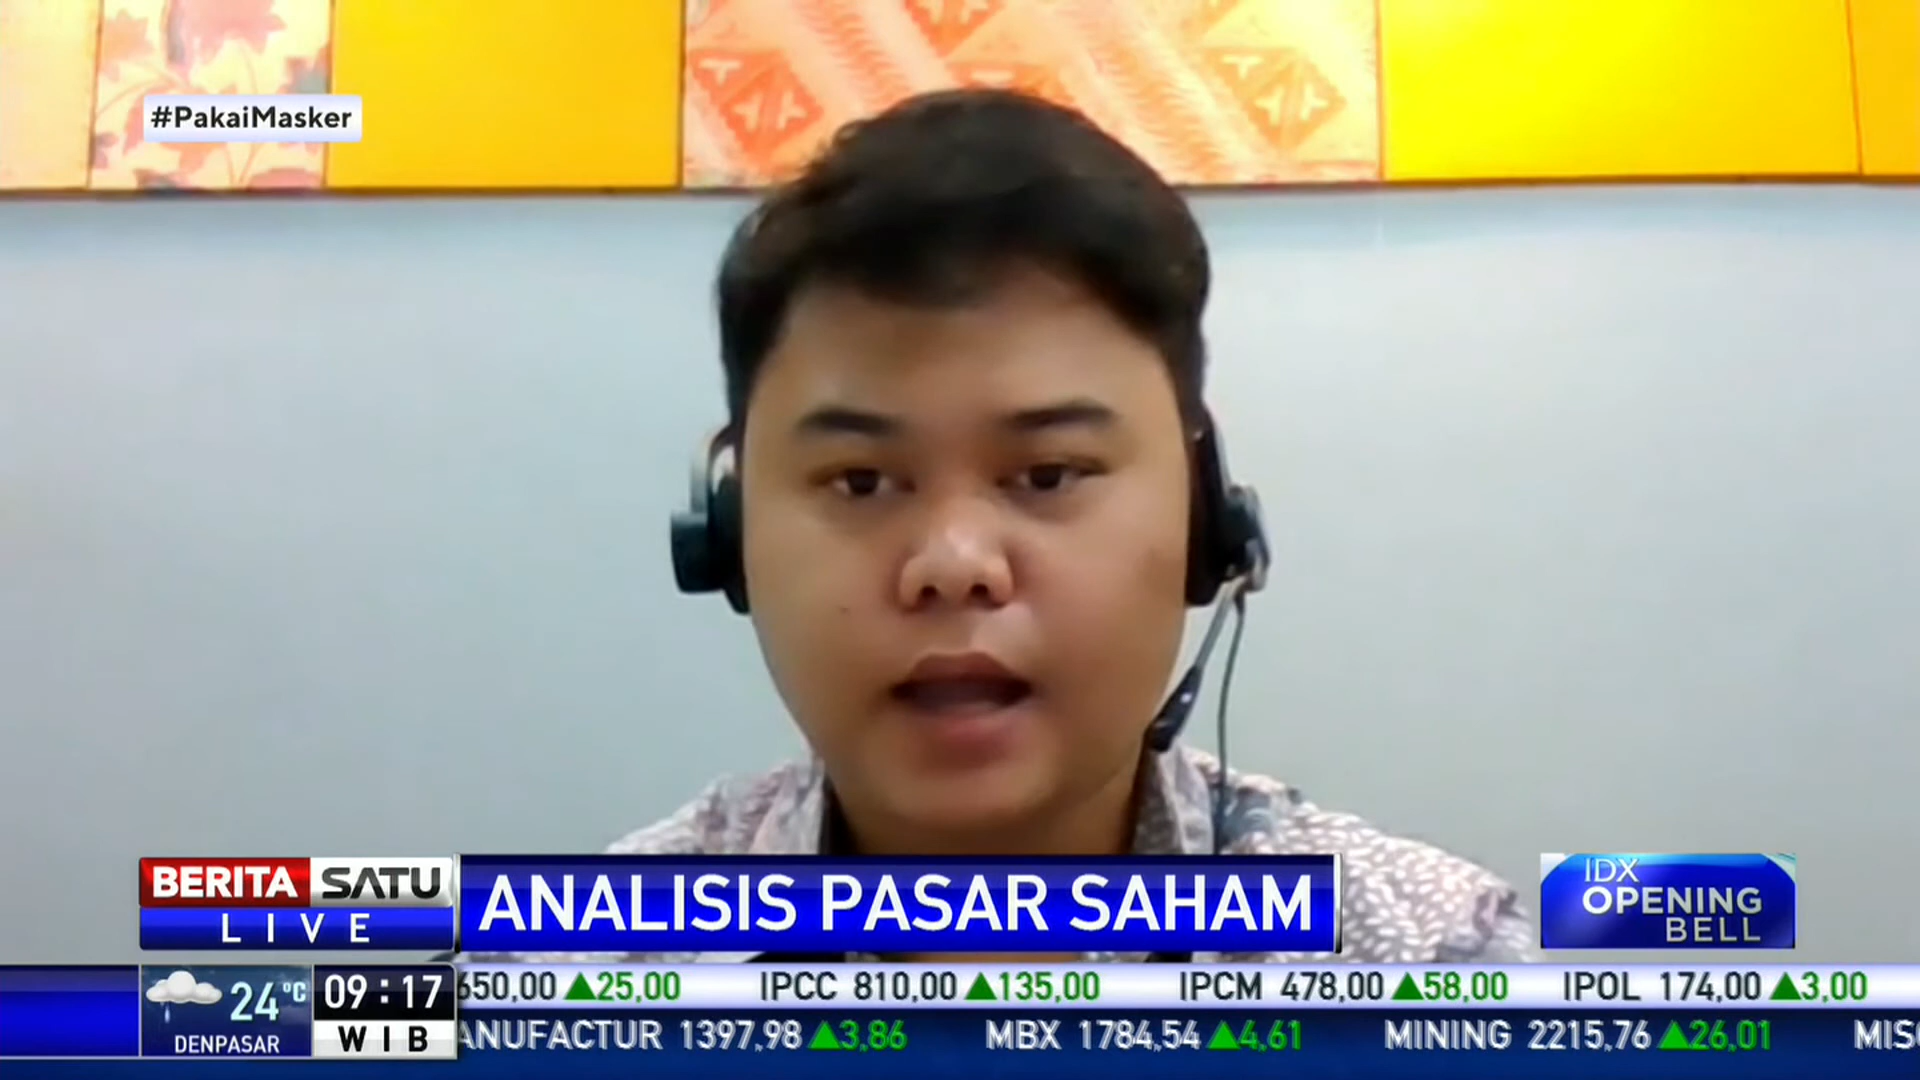 #PakaiMasker
BERITA SATU
LIVE
ANALISIS PASAR SAHAM
IDX
OPENING
BELL
24°C
DENPASAR
09:17
WIB
650,00 ▲25,00 IPCC 810,00 ▲135,00 IPCM 478,00 ▲58,00 IPOL 174,00 ▲3,00
ANUFACTUR 1397,98 ▲3,86 MBX 1784,54 ▲4,61 MINING 2215,76 ▲26,01 MIS